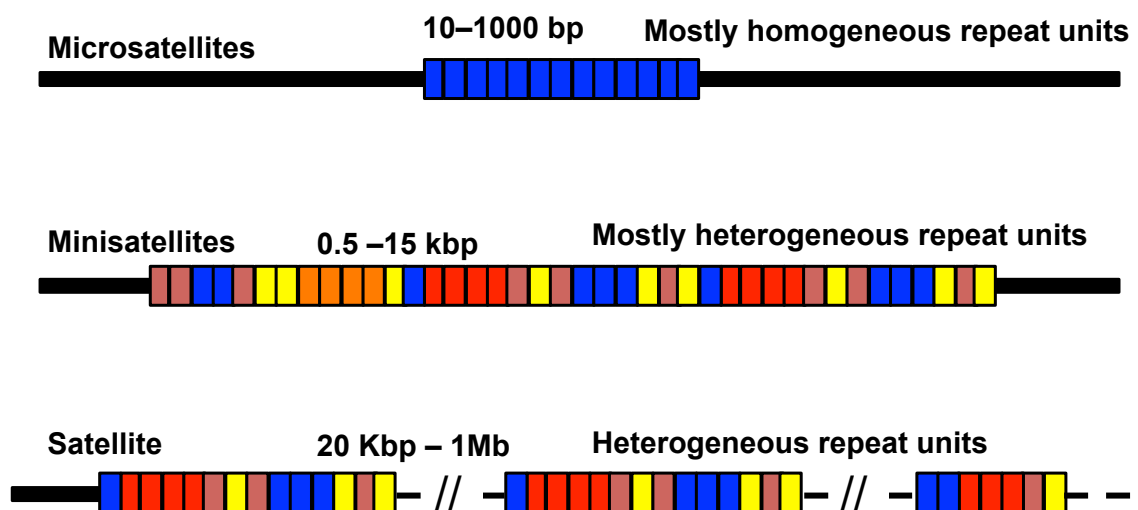 Microsatellites 10–1000 bp Mostly homogeneous repeat units
Minisatellites 0.5 –15 kbp Mostly heterogeneous repeat units
Satellite 20 Kbp – 1Mb Heterogeneous repeat units
// //